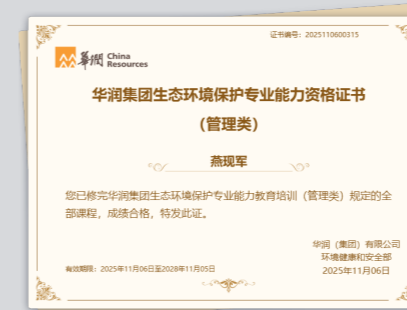 证书编号：2025110600315
華潤 China
Resources
华润集团生态环境保护专业能力资格证书
（管理类）
燕现军
您已修完华润集团生态环境保护专业能力教育培训（管理类）规定的全
部课程，成绩合格，特发此证。
华润（集团）有限公司
环境健康和安全部
有效期限：2025年11月06日至2028年11月05日
2025年11月06日